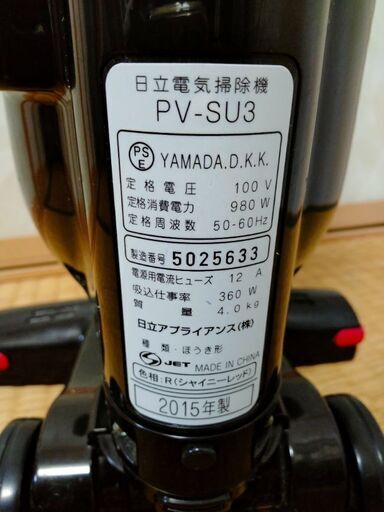 日立電気掃除機
PV-SU3
PS
E
YAMADA.D.K.K.
定格電圧 100 V
定格消費電力 980 W
定格周波数 50-60Hz
製造番号 5025633
電源用電流ヒューズ 12 A
吸込仕事率 360 W
質量 4.0kg
日立アプライアンス(株)
種類・ほうき形
S JET MADE IN CHINA
色相:R(シャイニーレッド)
2015年製